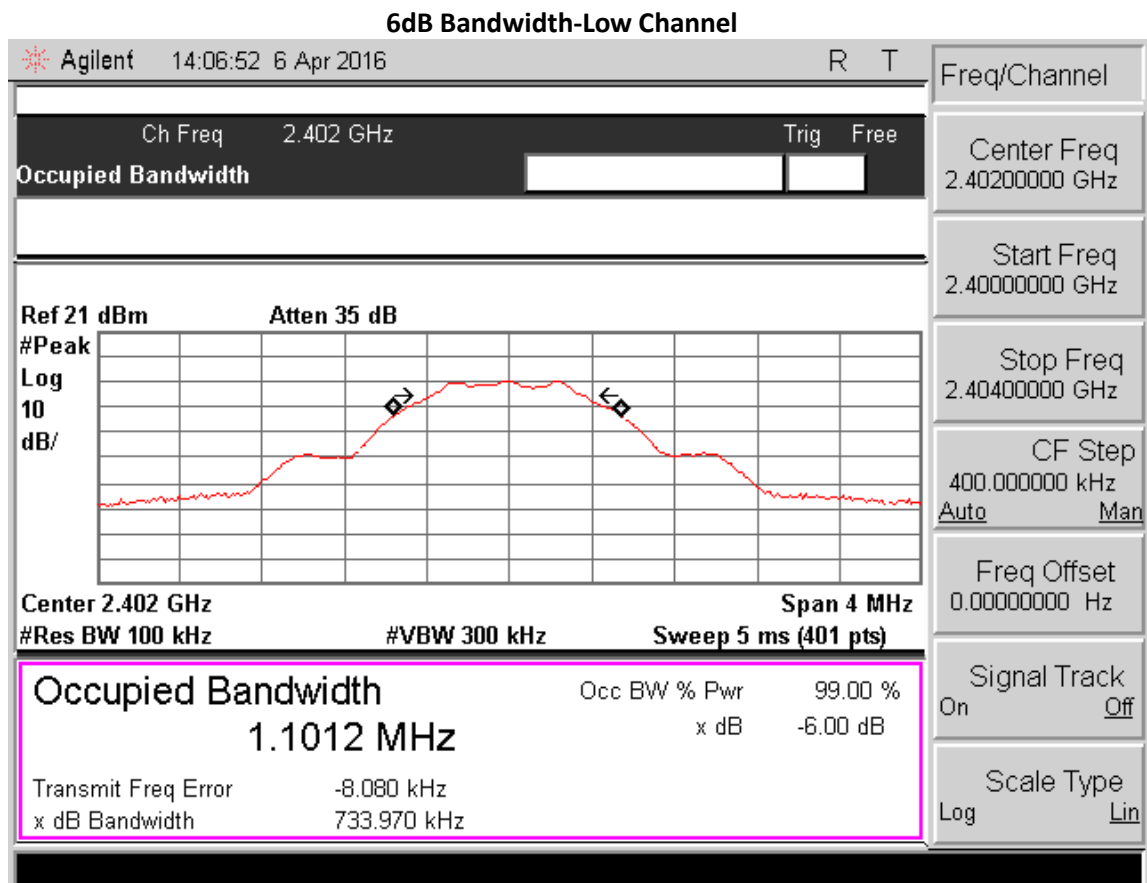 6dB Bandwidth-Low Channel
Agilent 14:06:52 6 Apr 2016 R T
Ch Freq 2.402 GHz Trig Free
Occupied Bandwidth
Ref 21 dBm Atten 35 dB
#Peak
Log
10
dB/
Center 2.402 GHz Span 4 MHz
#Res BW 100 kHz #VBW 300 kHz Sweep 5 ms (401 pts)
Occupied Bandwidth Occ BW % Pwr 99.00 %
1.1012 MHz x dB -6.00 dB
Transmit Freq Error -8.080 kHz
x dB Bandwidth 733.970 kHz
Freq/Channel
Center Freq
2.40200000 GHz
Start Freq
2.40000000 GHz
Stop Freq
2.40400000 GHz
CF Step
400.000000 kHz
Auto Man
Freq Offset
0.00000000 Hz
Signal Track
On Off
Scale Type
Log Lin